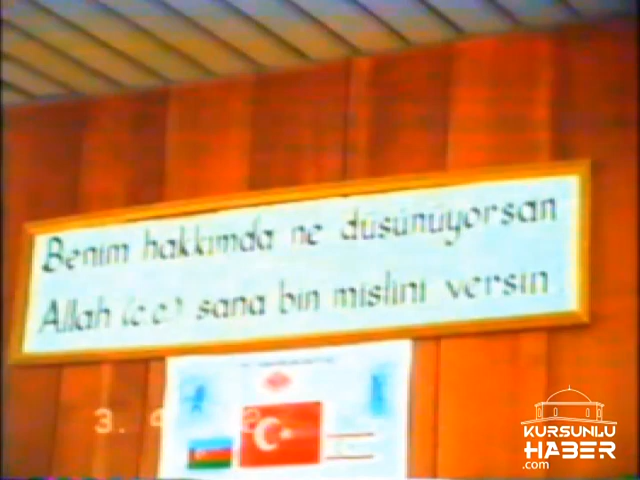 Benim hakkımda ne düşünüyorsan
Allah (c.c.) sana bin mislini versin
KURSUNLU
HABER
.com